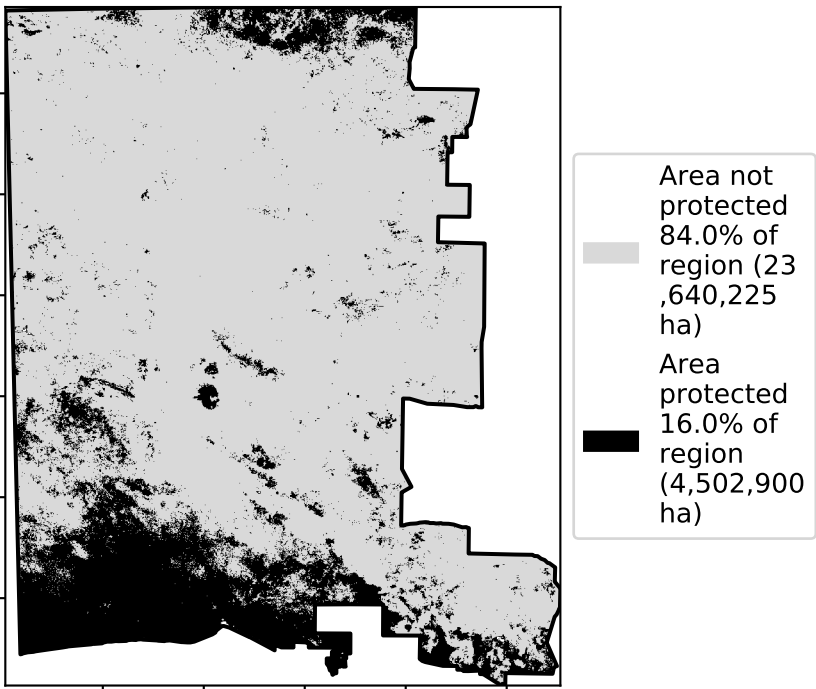 Area not
protected
84.0% of
region (23
,640,225
ha)
Area
protected
16.0% of
region
(4,502,900
ha)